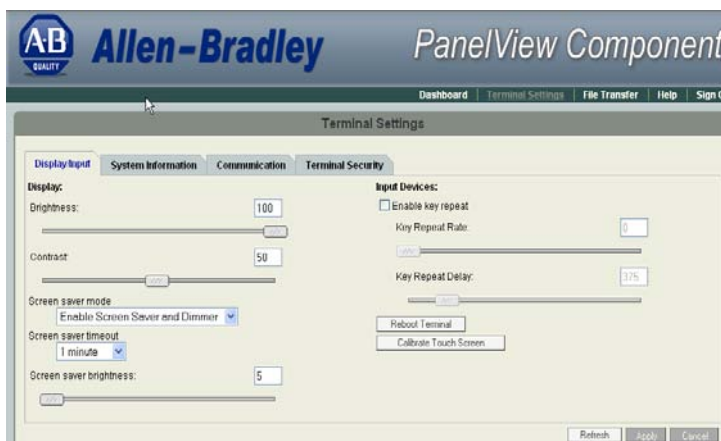 A·B
QUALITY
Allen-Bradley
PanelView Component
Dashboard | Terminal Settings | File Transfer | Help | Sign
Terminal Settings
Display/Input
System Information
Communication
Terminal Security
Display:
Brightness: 100
Contrast: 50
Screen saver mode
Enable Screen Saver and Dimmer
Screen saver timeout
1 minute
Screen saver brightness: 5
Input Devices:
Enable key repeat
Key Repeat Rate: 0
Key Repeat Delay: 375
Reboot Terminal
Calibrate Touch Screen
Refresh
Apply
Cancel